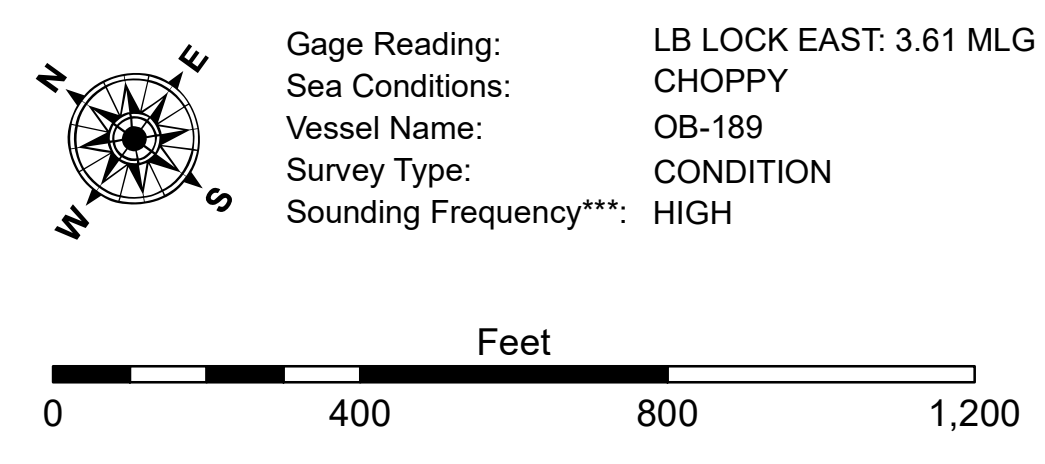 N
E
W
S
Gage Reading: LB LOCK EAST: 3.61 MLG
Sea Conditions: CHOPPY
Vessel Name: OB-189
Survey Type: CONDITION
Sounding Frequency***: HIGH
Feet
0 400 800 1,200